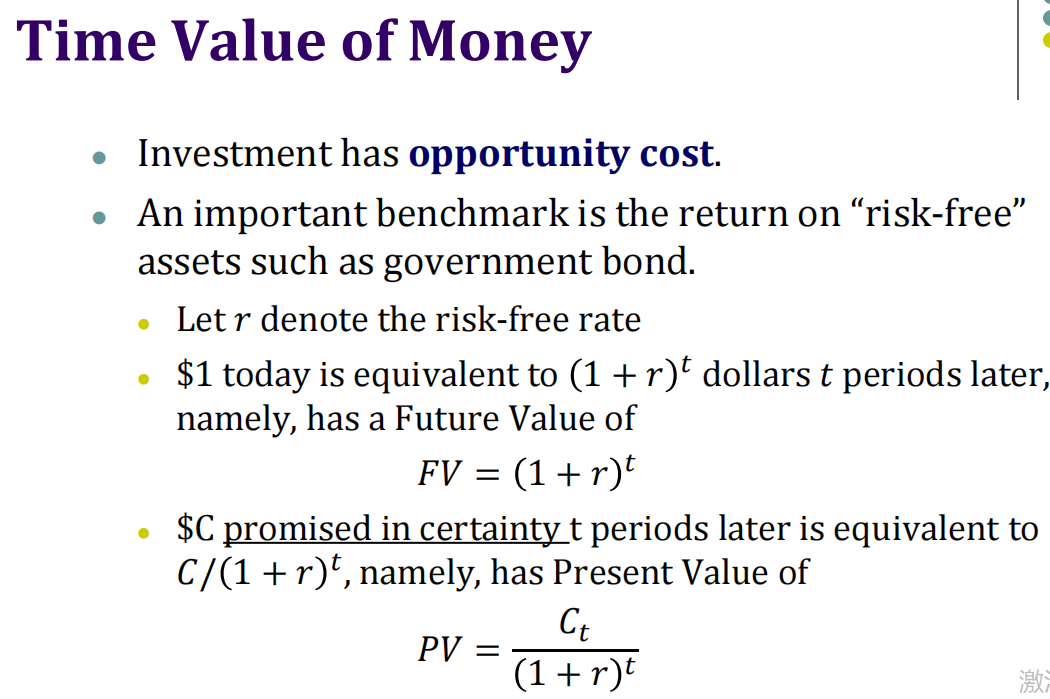 Time Value of Money
Investment has opportunity cost.
An important benchmark is the return on “risk-free”
assets such as government bond.
Let r denote the risk-free rate
$1 today is equivalent to (1 + r)^t dollars t periods later,
namely, has a Future Value of
FV = (1 + r)^t
$C promised in certainty t periods later is equivalent to
C/(1 + r)^t, namely, has Present Value of
PV = C_t / (1 + r)^t